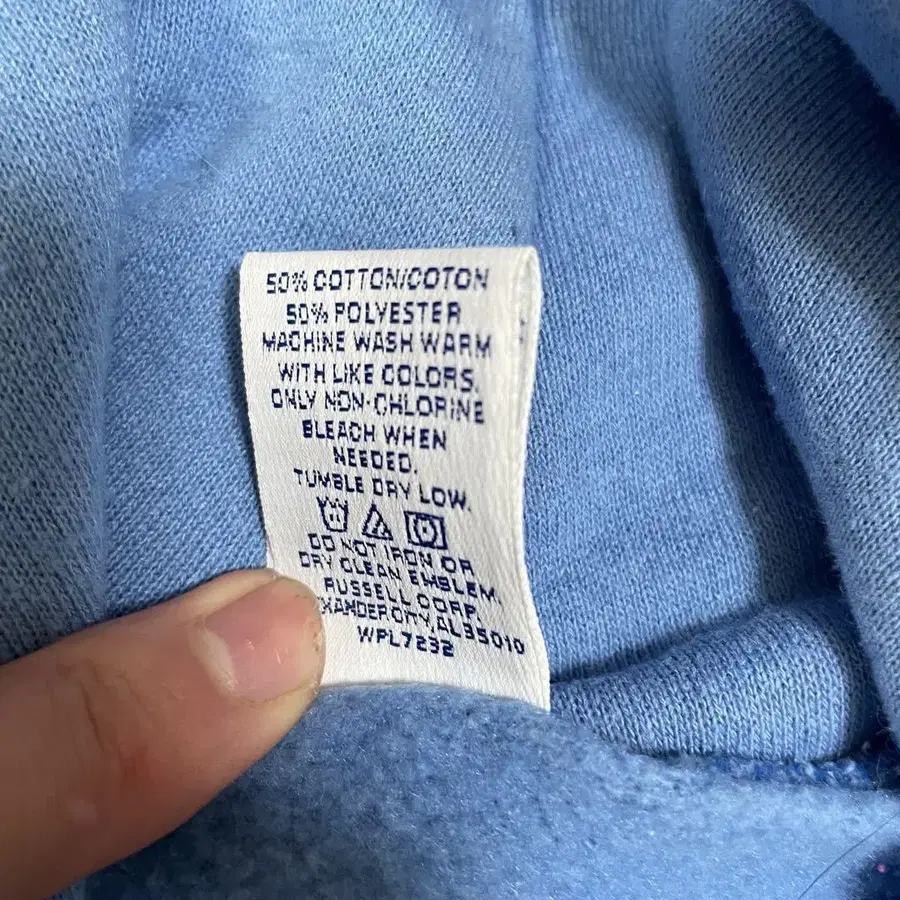 50% COTTON/COTON
50% POLYESTER
MACHINE WASH WARM
WITH LIKE COLORS.
ONLY NON-CHLORINE
BLEACH WHEN
NEEDED.
TUMBLE DRY LOW.
DO NOT IRON OR
DRY CLEAN EMBLEM.
RUSSELL CORP.
XANDER CITY, AL 35010
WPL7232